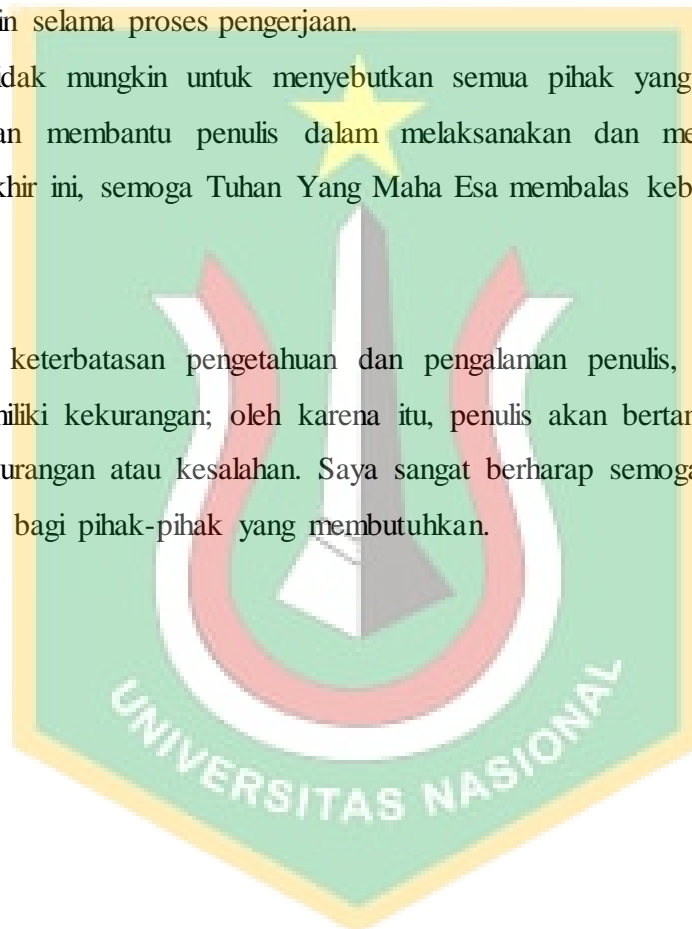 in selama proses pengerjaan.
idak mungkin untuk menyebutkan semua pihak yang
an membantu penulis dalam melaksanakan dan me
khir ini, semoga Tuhan Yang Maha Esa membalas keb
keterbatasan pengetahuan dan pengalaman penulis,
miliki kekurangan; oleh karena itu, penulis akan bertan
urangan atau kesalahan. Saya sangat berharap semoga
bagi pihak-pihak yang membutuhkan.
UNIVERSITAS NASIONAL